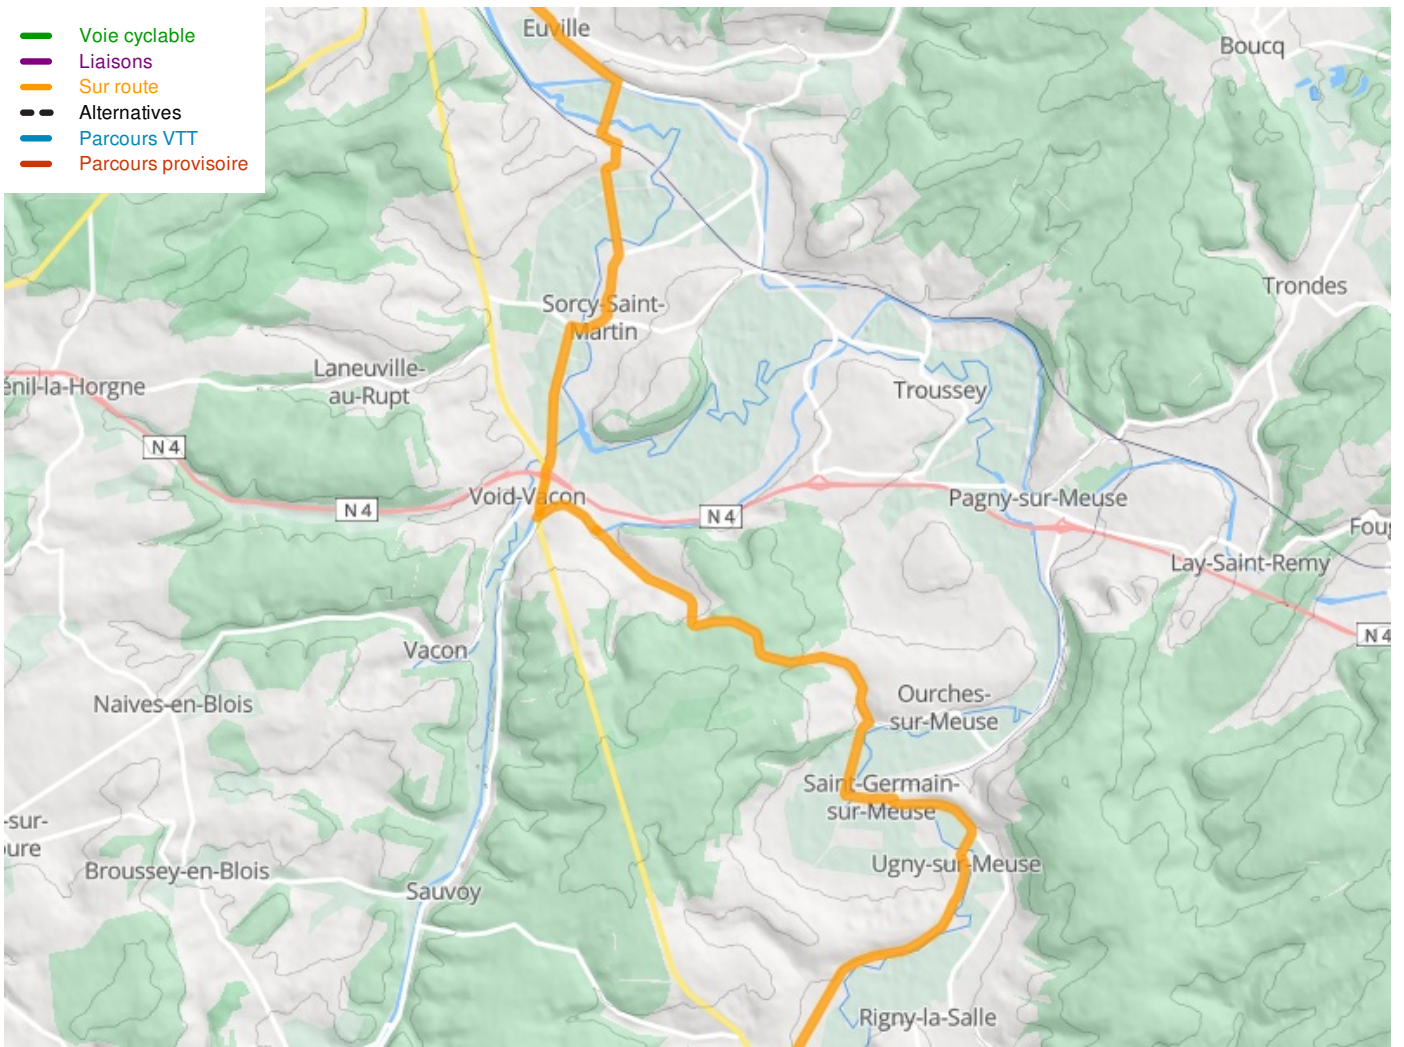 Voie cyclable
Liaisons
Sur route
Alternatives
Parcours VTT
Parcours provisoire
Euville
Boucq
Trondes
Sorcy-Saint-
Martin
Laneuville-
au-Rupt
énil-la-Horgne
Troussey
N 4
Void-Vacon
Pagny-sur-Meuse
N 4
N 4
Foug
Lay-Saint-Remy
N 4
Vacon
Naives-en-Blois
Ourches-
sur-Meuse
Saint-Germain-
sur-Meuse
-sur-
oure
Ugny-sur-Meuse
Broussey-en-Blois
Sauvoy
Rigny-la-Salle